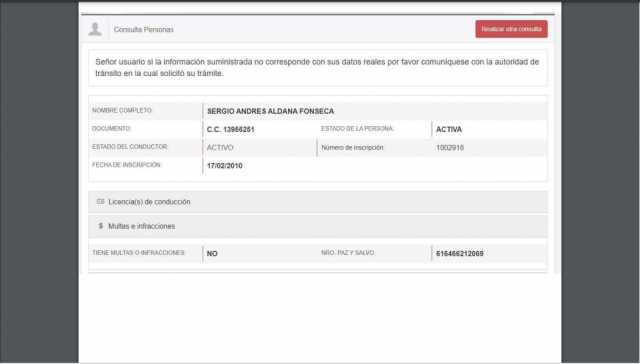 Consulta Personas
Realizar otra consulta
Señor usuario si la información suministrada no corresponde con sus datos reales por favor comuníquese con la autoridad de
tránsito en la cual solicitó su trámite.
NOMBRE COMPLETO: SERGIO ANDRES ALDANA FONSECA
DOCUMENTO: C.C. 13956251 ESTADO DE LA PERSONA: ACTIVA
ESTADO DEL CONDUCTOR: ACTIVO Número de inscripción: 1002916
FECHA DE INSCRIPCIÓN: 17/02/2010
Licencia(s) de conducción
$ Multas e infracciones
TIENE MULTAS O INFRACCIONES: NO NRO. PAZ Y SALVO: 616466212069